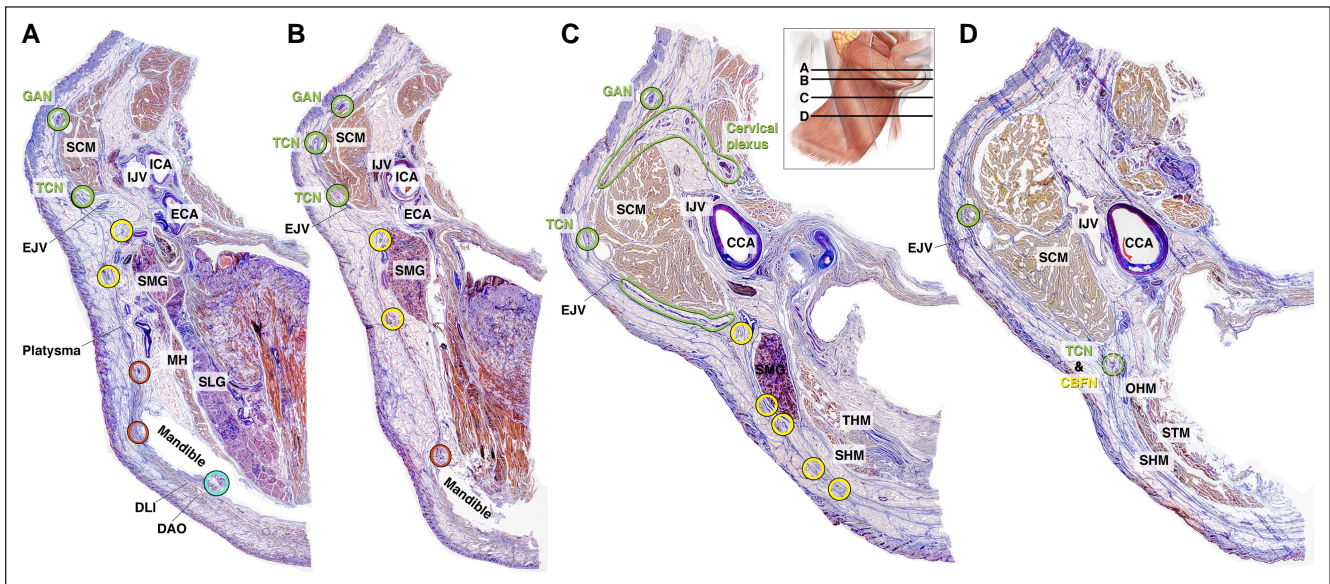 A
GAN
SCM
ICA
IJV
TCN
ECA
EJV
SMG
Platysma
MH
SLG
Mandible
DLI
DAO
B
GAN
SCM
TCN
IJV
ICA
TCN
ECA
EJV
SMG
Mandible
C
GAN
Cervical
plexus
A
B
C
D
SCM
IJV
TCN
CCA
EJV
SMG
THM
SHM
D
EJV
IJV
SCM
CCA
TCN
&
CBFN
OHM
STM
SHM